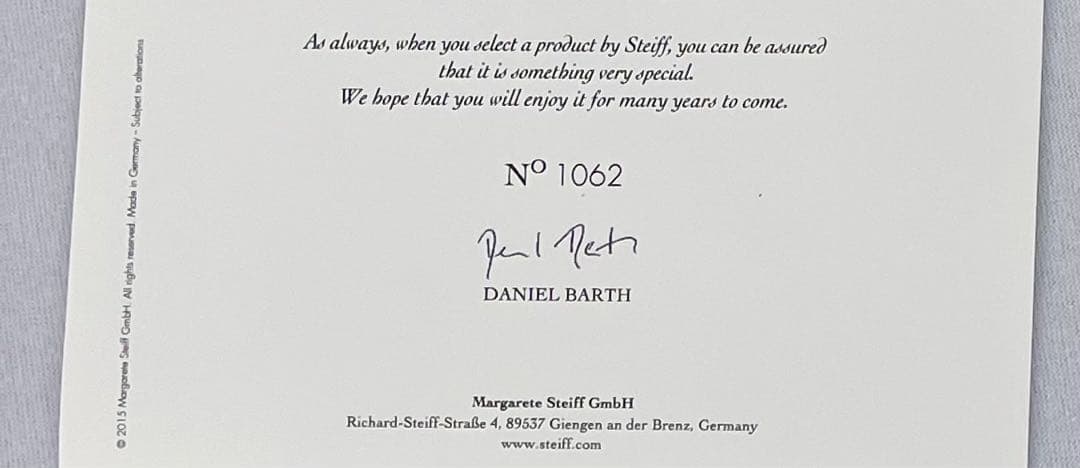 As always, when you select a product by Steiff, you can be assured
that it is something very special.
We hope that you will enjoy it for many years to come.
Nº 1062
DANIEL BARTH
Margarete Steiff GmbH
Richard-Steiff-Straße 4, 89537 Giengen an der Brenz, Germany
www.steiff.com
© 2015 Margarete Steiff GmbH. All rights reserved. Made in Germany – Subject to alterations